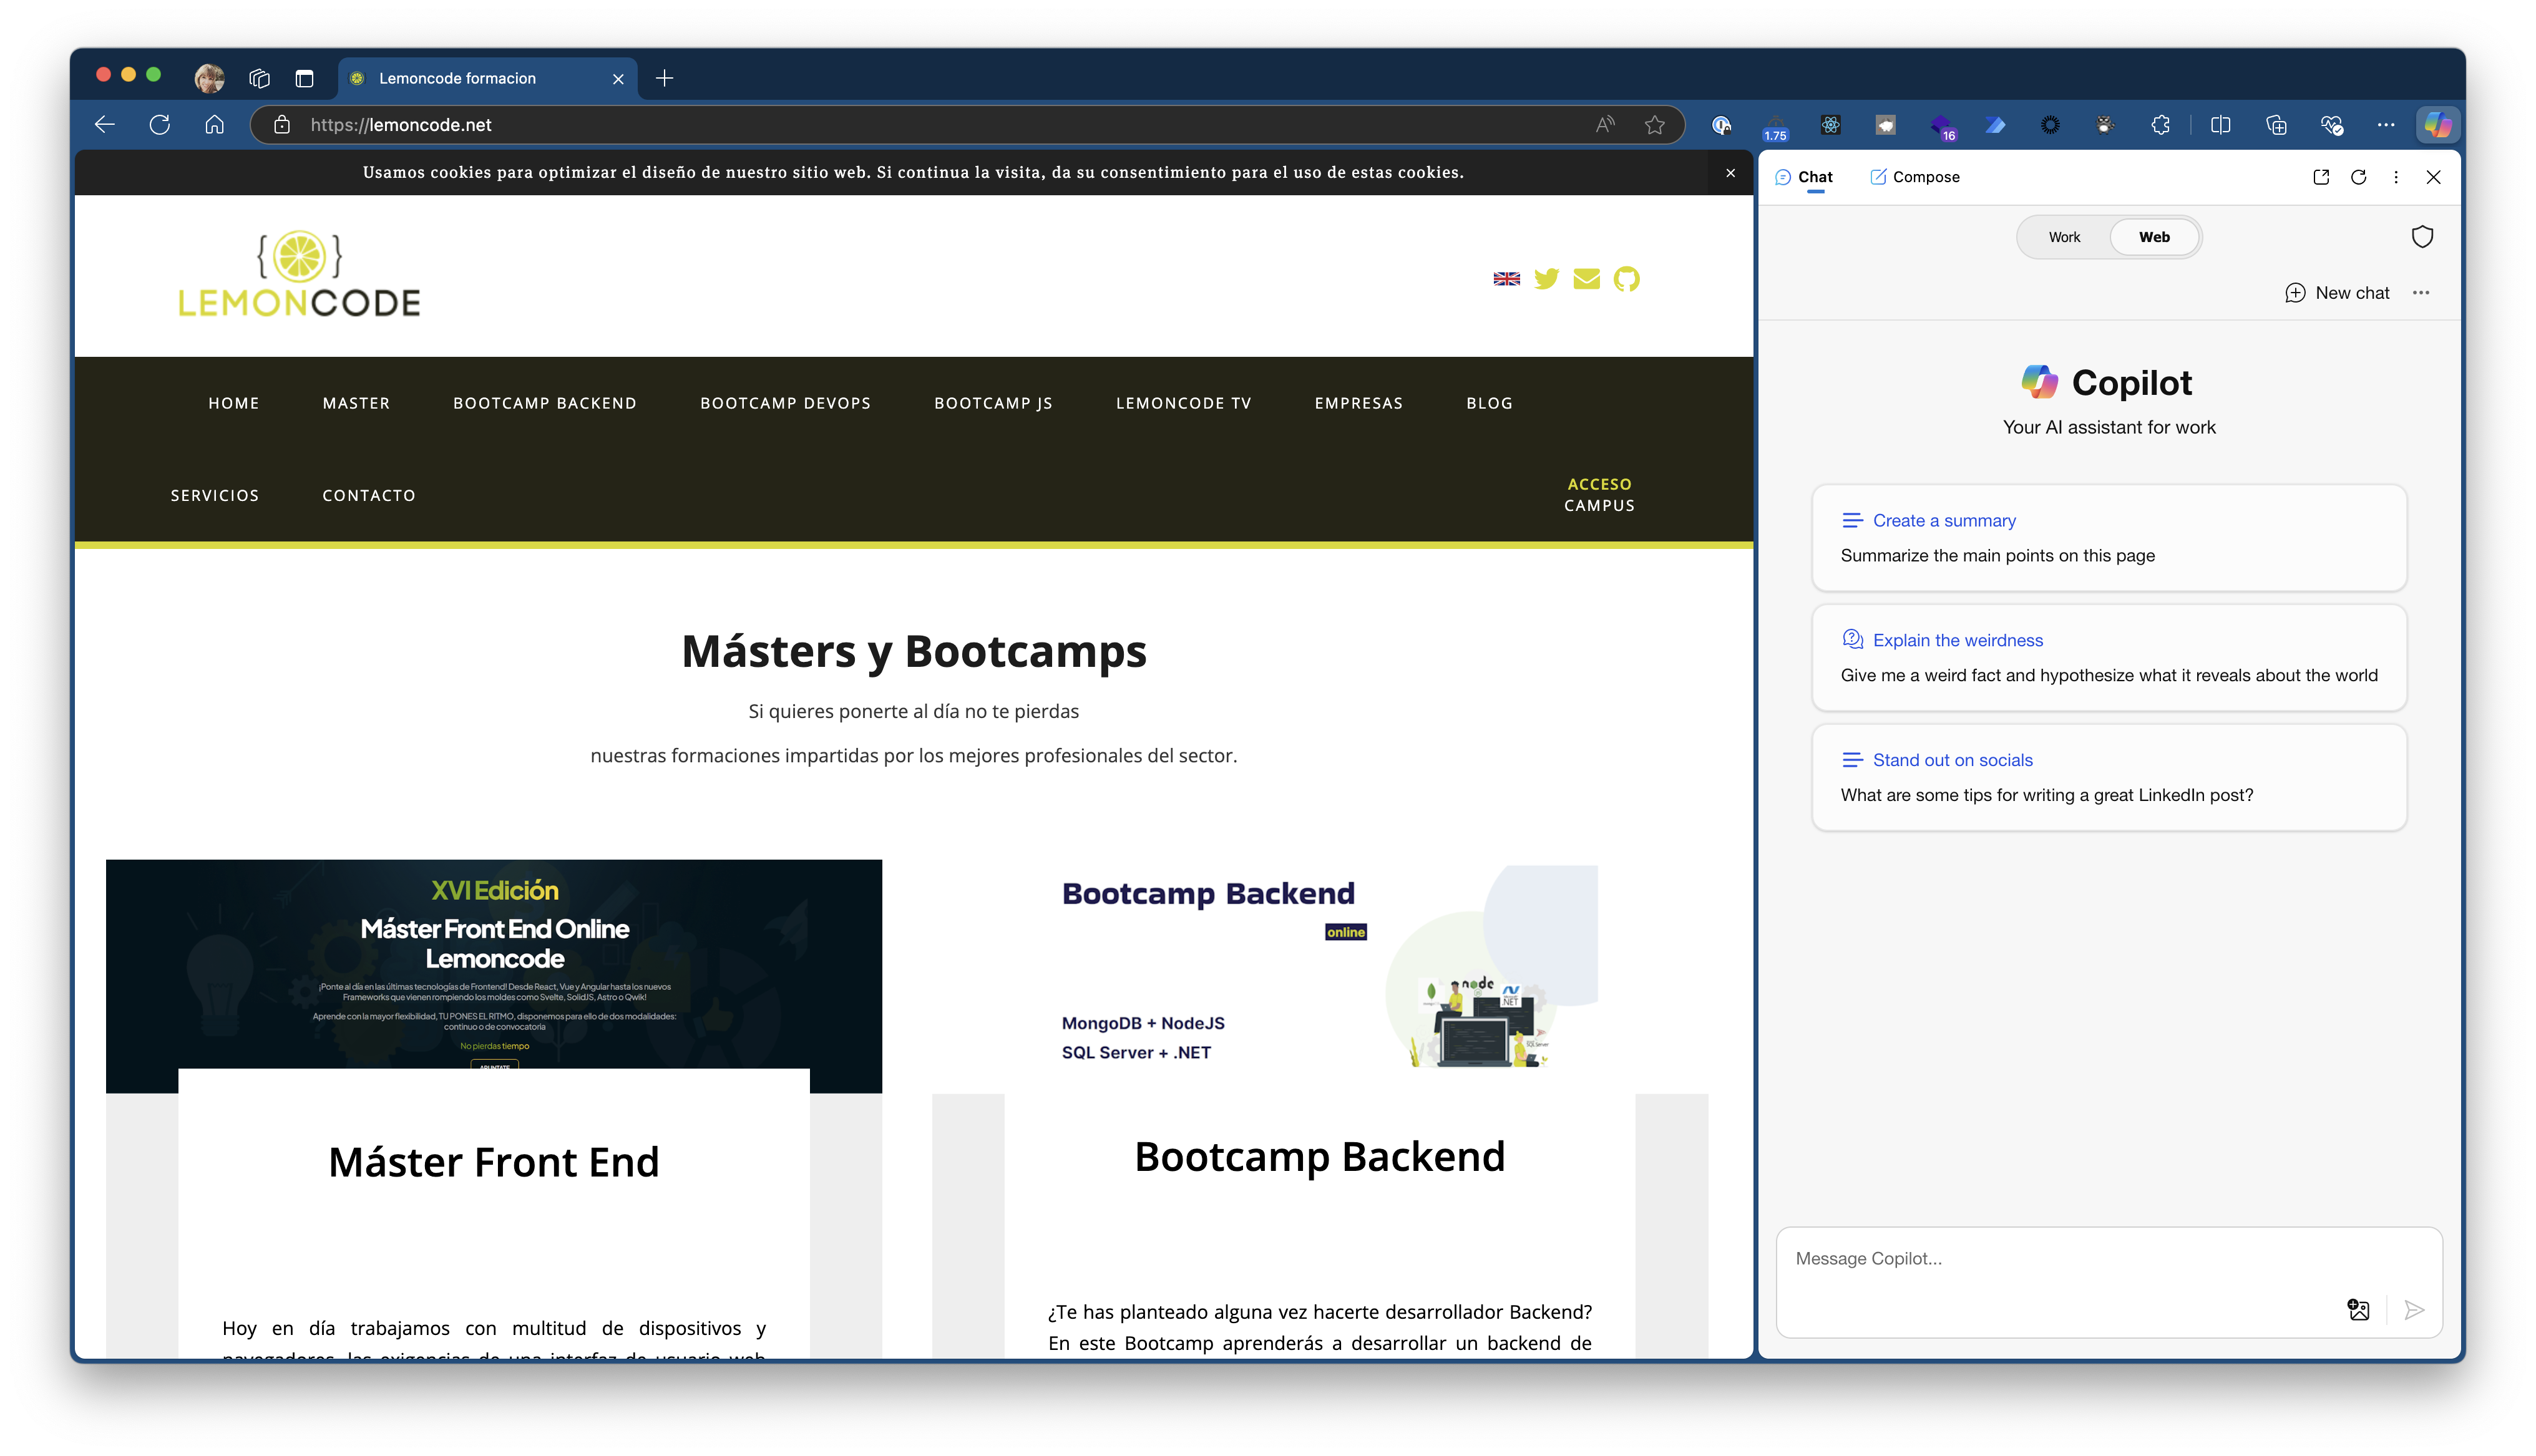 Lemoncode formacion
https://lemoncode.net
1.75
16
Usamos cookies para optimizar el diseño de nuestro sitio web. Si continua la visita, da su consentimiento para el uso de estas cookies.
LEMONCODE
HOME MASTER BOOTCAMP BACKEND BOOTCAMP DEVOPS BOOTCAMP JS LEMONCODE TV EMPRESAS BLOG
SERVICIOS CONTACTO
ACCESO
CAMPUS
Másters y Bootcamps
Si quieres ponerte al día no te pierdas
nuestras formaciones impartidas por los mejores profesionales del sector.
XVI Edición
Máster Front End Online
Lemoncode
¡Ponte al día en las últimas tecnologías de Frontend! Desde React, Vue y Angular hasta los nuevos
Frameworks que vienen rompiendo los moldes como Svelte, SolidJS, Astro o Qwik!
Aprende con la mayor flexibilidad, TU PONES EL RITMO, disponemos para ello de dos modalidades:
continuo o de convocatoria
No pierdas tiempo
Máster Front End
Hoy en día trabajamos con multitud de dispositivos y
navegadores, las exigencias de una interfaz de usuario web
Bootcamp Backend
online
MongoDB + NodeJS
SQL Server + .NET
node
.NET
SQL Server
Bootcamp Backend
¿Te has planteado alguna vez hacerte desarrollador Backend?
En este Bootcamp aprenderás a desarrollar un backend de
Chat Compose
Work Web
New chat
Copilot
Your AI assistant for work
Create a summary
Summarize the main points on this page
Explain the weirdness
Give me a weird fact and hypothesize what it reveals about the world
Stand out on socials
What are some tips for writing a great LinkedIn post?
Message Copilot...